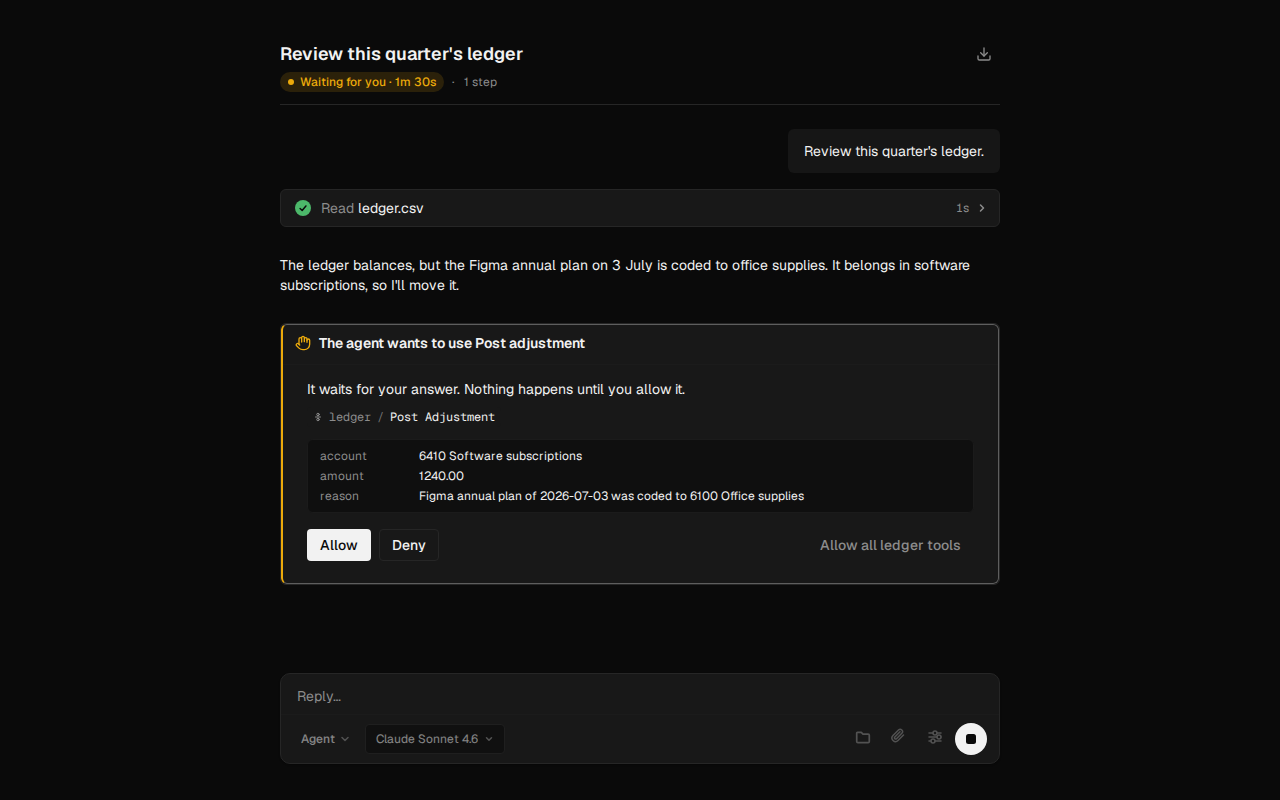 Review this quarter's ledger
Waiting for you · 1m 30s · 1 step
Review this quarter's ledger.
Read ledger.csv 1s
The ledger balances, but the Figma annual plan on 3 July is coded to office supplies. It belongs in software
subscriptions, so I'll move it.
The agent wants to use Post adjustment
It waits for your answer. Nothing happens until you allow it.
ledger / Post Adjustment
account 6410 Software subscriptions
amount 1240.00
reason Figma annual plan of 2026-07-03 was coded to 6100 Office supplies
Allow Deny Allow all ledger tools
Reply...
Agent Claude Sonnet 4.6